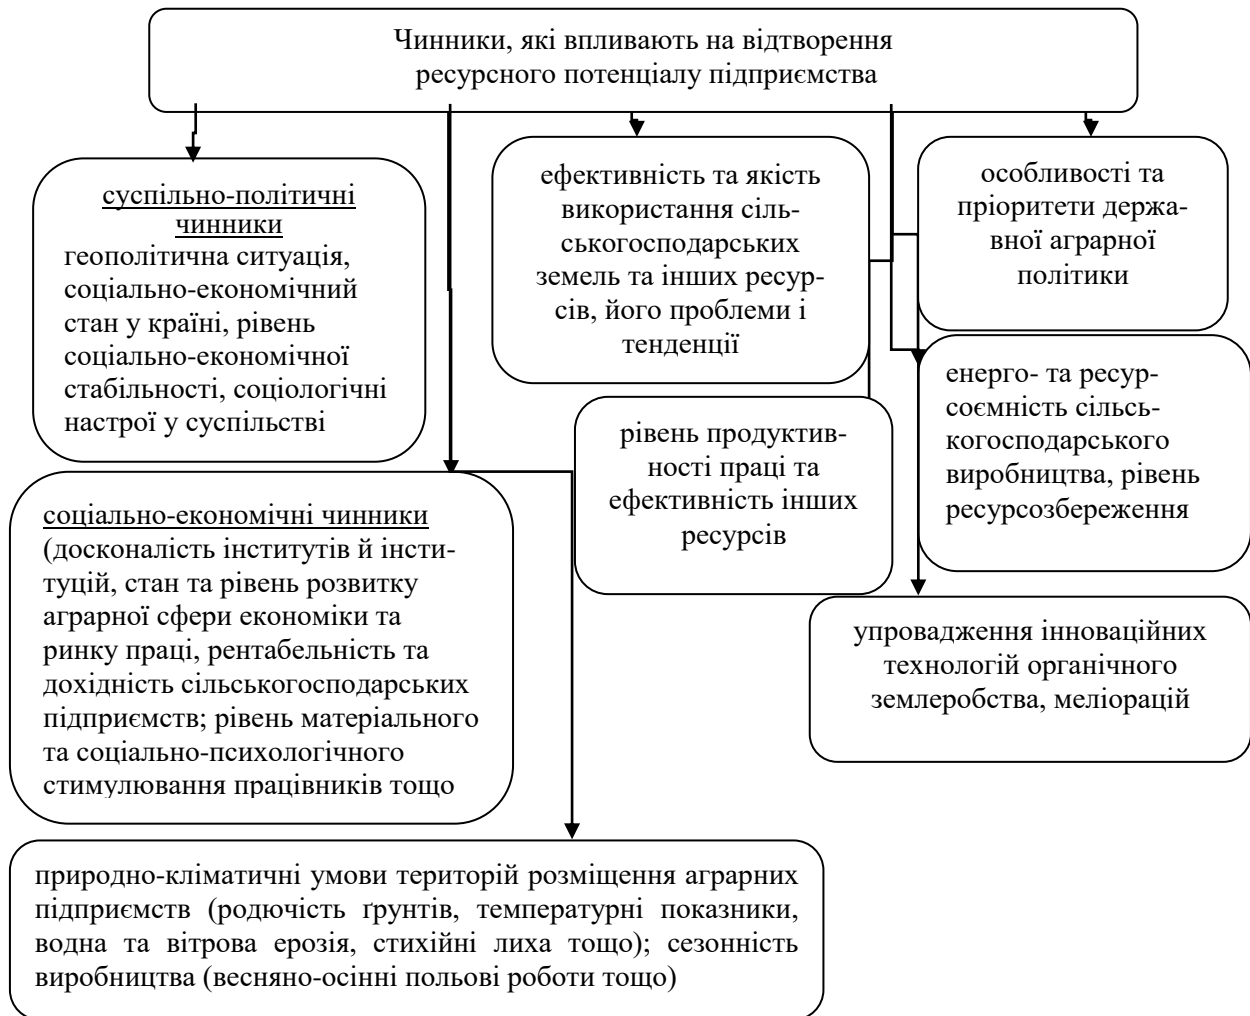 Чинники, які впливають на відтворення
ресурсного потенціалу підприємства
суспільно-політичні
чинники
геополітична ситуація,
соціально-економічний
стан у країні, рівень
соціально-економічної
стабільності, соціологічні
настрої у суспільстві
ефективність та якість
використання сіль-
ськогосподарських
земель та інших ресур-
сів, його проблеми і
тенденції
особливості та
пріоритети держа-
вної аграрної
політики
рівень продуктив-
ності праці та
ефективність інших
ресурсів
енерго- та ресур-
соємність сільсь-
когосподарського
виробництва, рівень
ресурсозбереження
соціально-економічні чинники
(досконалість інститутів й інсти-
туцій, стан та рівень розвитку
аграрної сфери економіки та
ринку праці, рентабельність та
дохідність сільськогосподарських
підприємств; рівень матеріального
та соціально-психологічного
стимулювання працівників тощо
упровадження інноваційних
технологій органічного
землеробства, меліорацій
природно-кліматичні умови територій розміщення аграрних
підприємств (родючість ґрунтів, температурні показники,
водна та вітрова ерозія, стихійні лиха тощо); сезонність
виробництва (весняно-осінні польові роботи тощо)